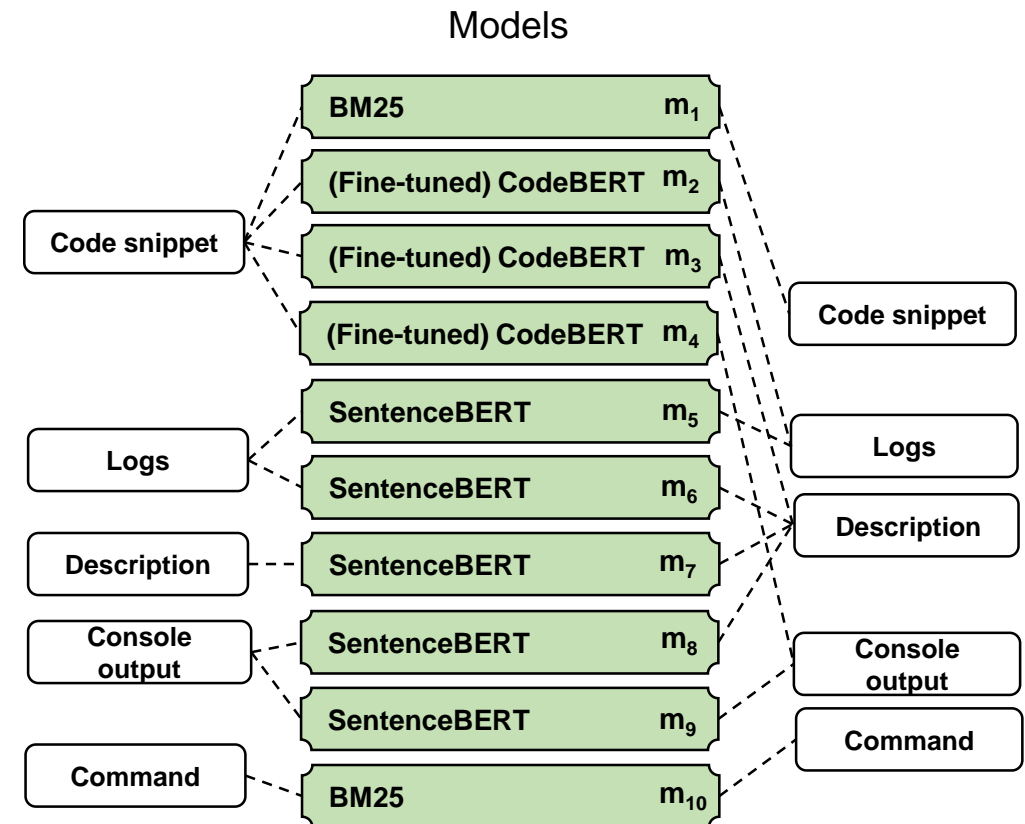 Models
BM25 m1
(Fine-tuned) CodeBERT m2
(Fine-tuned) CodeBERT m3
(Fine-tuned) CodeBERT m4
SentenceBERT m5
SentenceBERT m6
SentenceBERT m7
SentenceBERT m8
SentenceBERT m9
BM25 m10
Code snippet
Logs
Description
Console
output
Command
Code snippet
Logs
Description
Console
output
Command